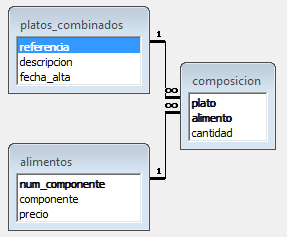 platos_combinados
referencia
descripcion
fecha_alta
1
composicion
∞
∞
plato
alimento
cantidad
alimentos
1
num_componente
componente
precio